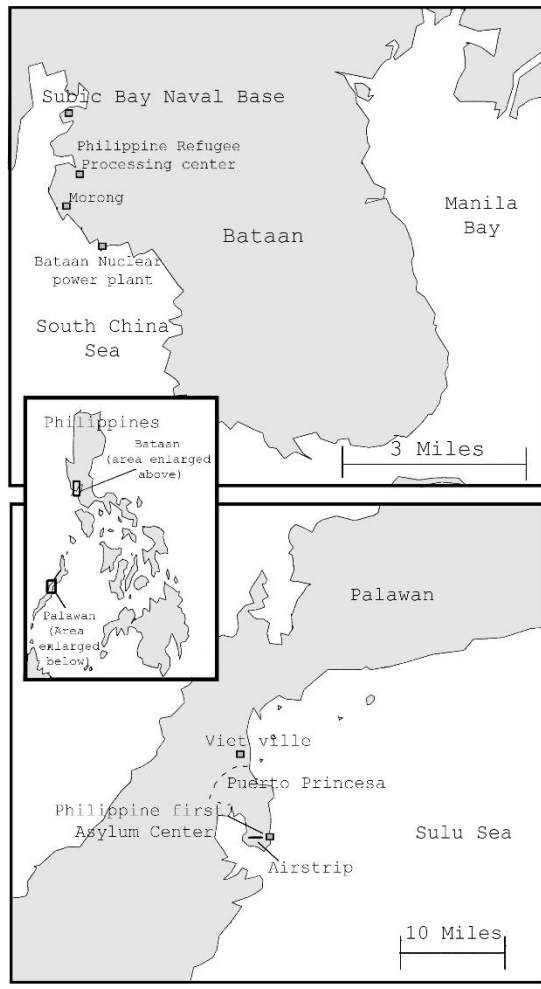 Subic Bay Naval Base
Philippine Refugee
Processing center
Morong
Bataan
Manila
Bay
Bataan Nuclear
power plant
South China
Sea
3 Miles
Philippines
Bataan
(area enlarged
above)
Palawan
(Area
enlarged
below)
Palawan
Viet ville
Puerto Princesa
Philippine first
Asylum Center
Airstrip
Sulu Sea
10 Miles